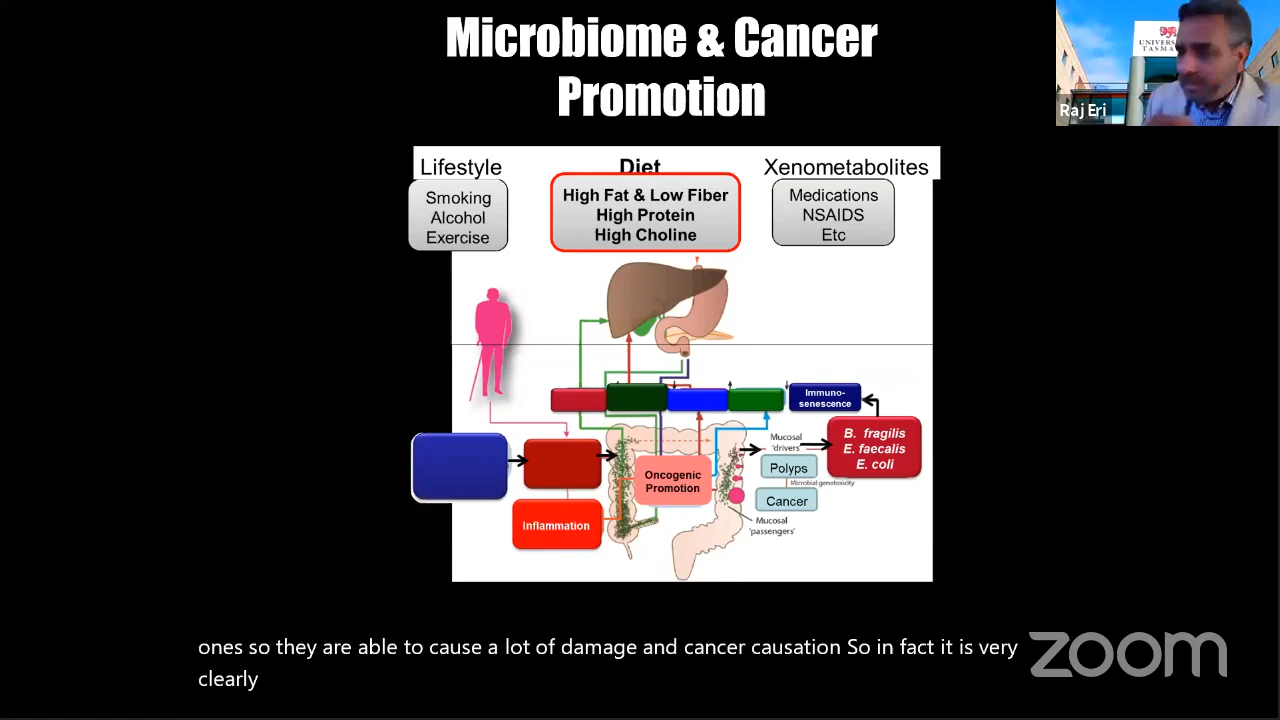 Microbiome & Cancer
Promotion
UNIVERS
TASMA
Raj Eri
Lifestyle
Diet
Xenometabolites
Smoking
Alcohol
Exercise
High Fat & Low Fiber
High Protein
High Choline
Medications
NSAIDS
Etc
Immuno-
senescence
B. fragilis
E. faecalis
E. coli
Mucosal
'drivers'
Polyps
Microbial genotoxicity
Cancer
Oncogenic
Promotion
Inflammation
Mucosal
'passengers'
ones so they are able to cause a lot of damage and cancer causation So in fact it is very
clearly
zoom